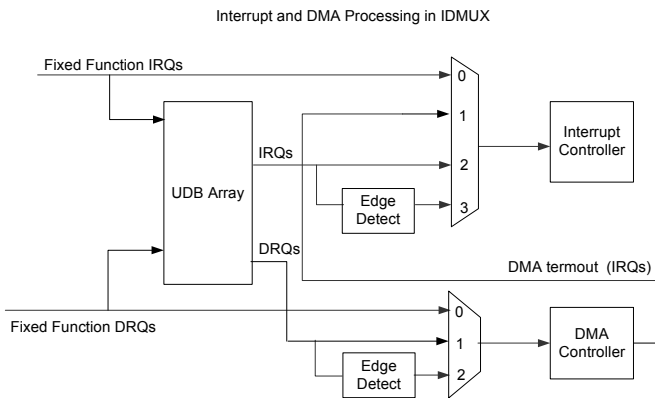 Interrupt and DMA Processing in IDMUX
Fixed Function IRQs
0
1
2
3
Interrupt
Controller
UDB Array
IRQs
Edge
Detect
DRQs
DMA termout (IRQs)
Fixed Function DRQs
0
1
2
Edge
Detect
DMA
Controller